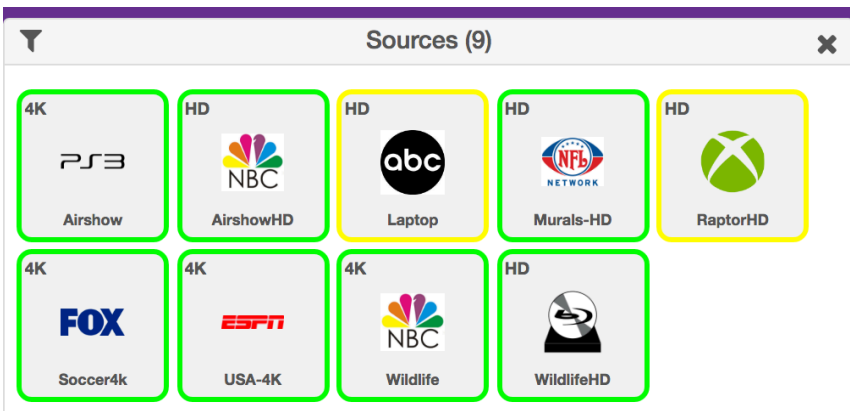 Sources (9)
4K
PS3
Airshow
HD
NBC
AirshowHD
HD
abc
Laptop
HD
NFL
NETWORK
Murals-HD
HD
RaptorHD
4K
FOX
Soccer4k
4K
ESPN
USA-4K
4K
NBC
Wildlife
HD
WildlifeHD